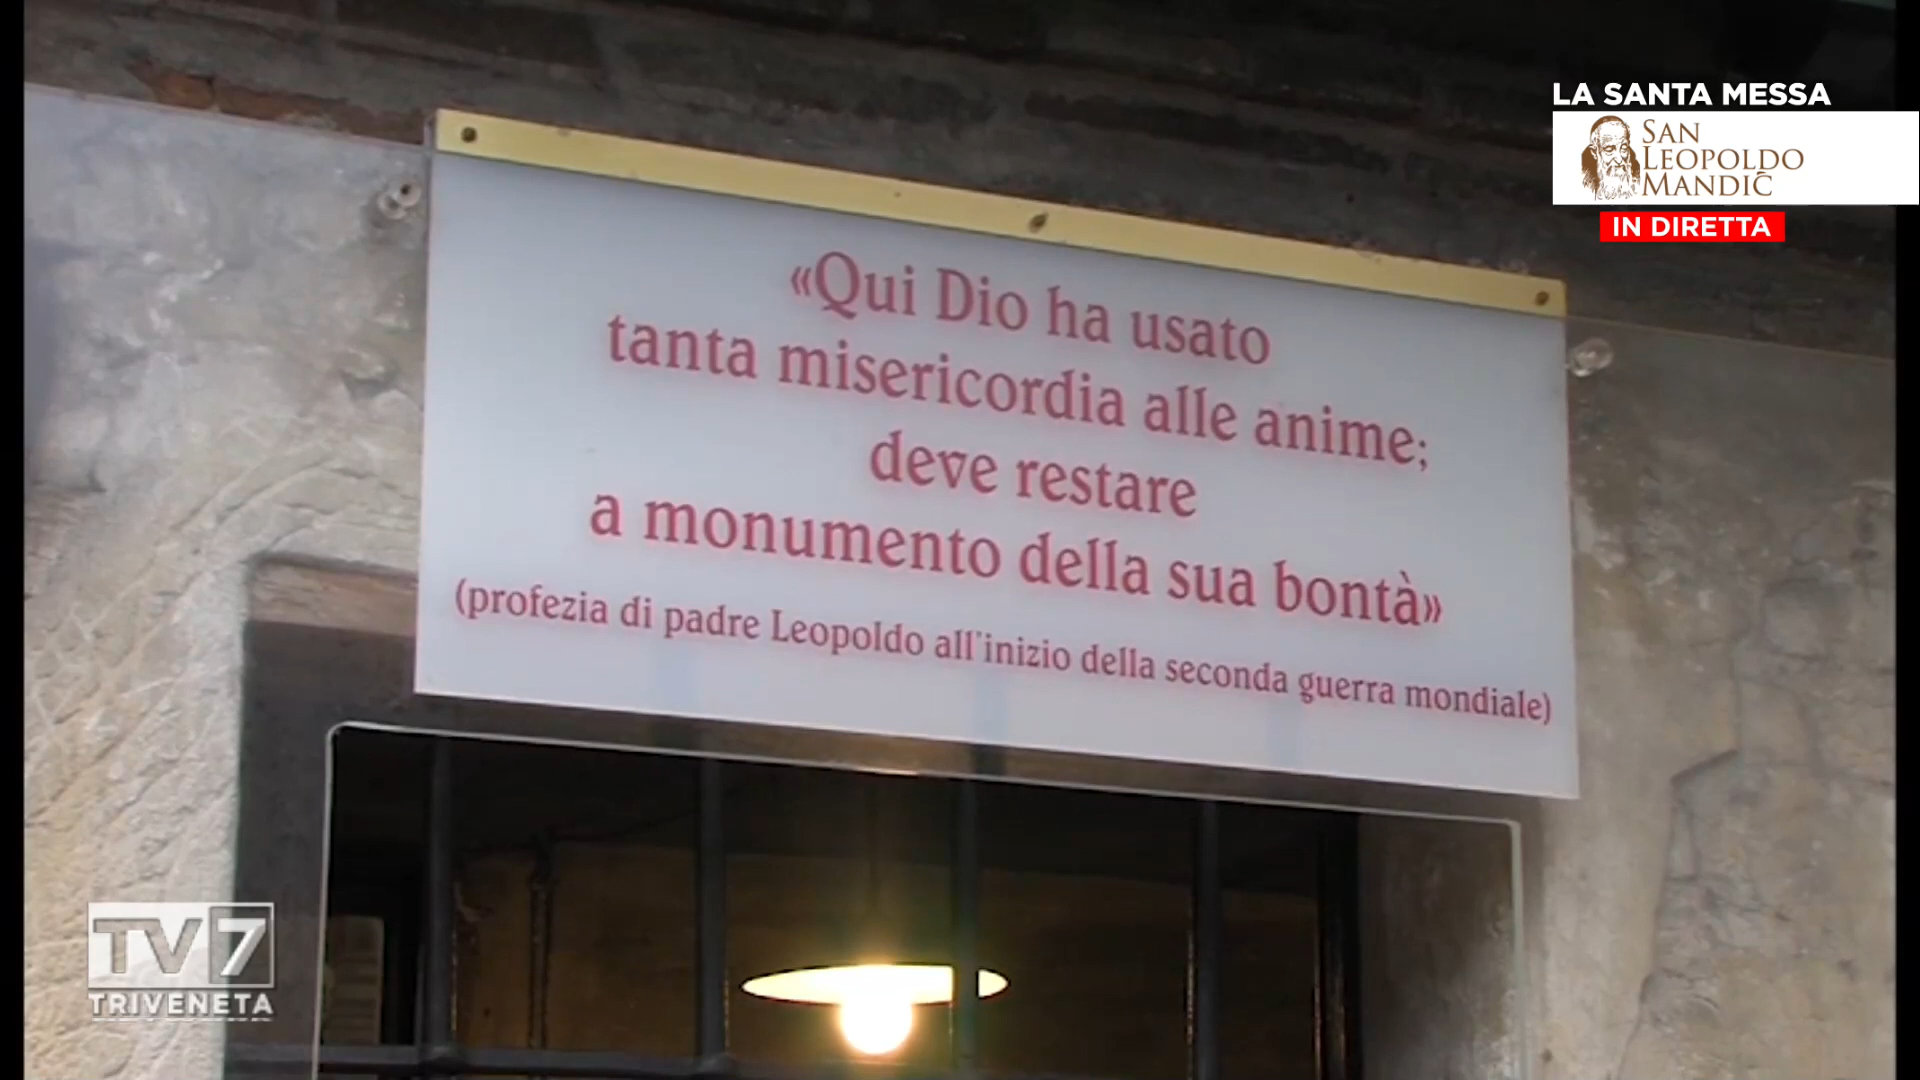 LA SANTA MESSA
SAN
LEOPOLDO
MANDIĆ
IN DIRETTA
«Qui Dio ha usato
tanta misericordia alle anime;
deve restare
a monumento della sua bontà»
(profezia di padre Leopoldo all'inizio della seconda guerra mondiale)
TV7
TRIVENETA